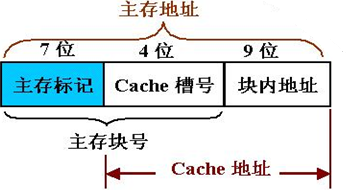 主存地址
7 位 4 位 9 位
主存标记 Cache 槽号 块内地址
主存块号
Cache 地址